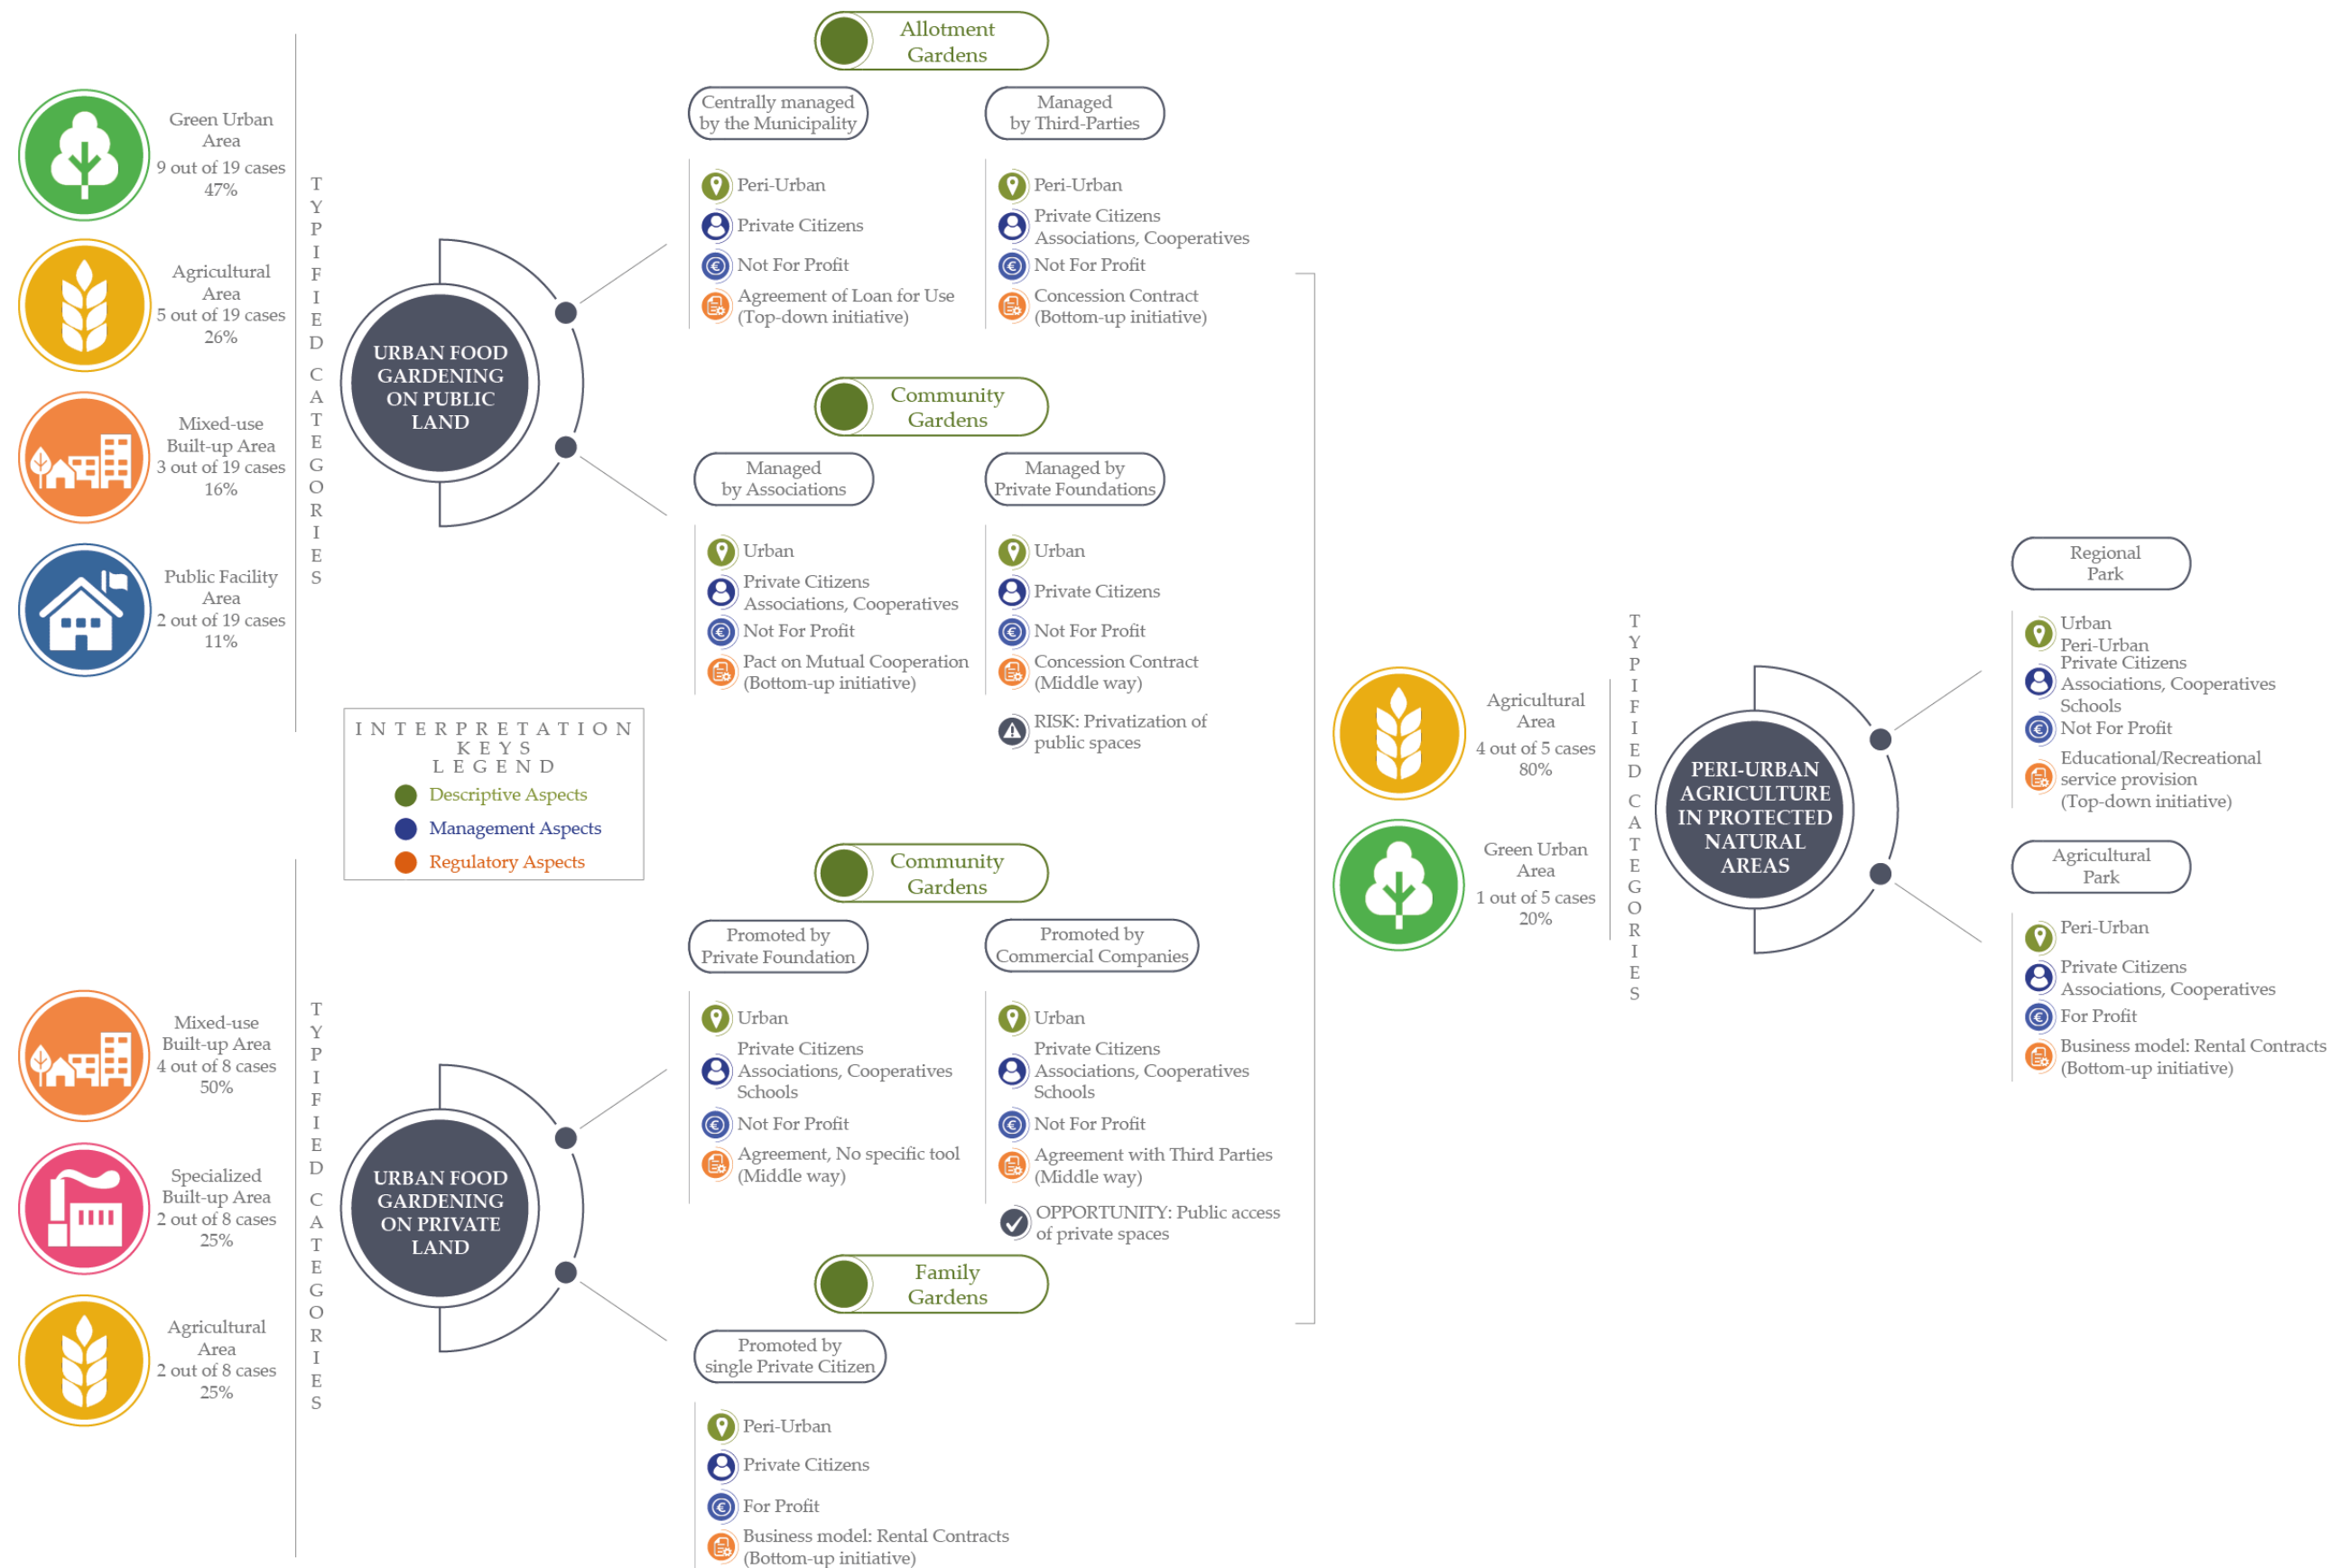 Green Urban
Area
9 out of 19 cases
47%
Agricultural
Area
5 out of 19 cases
26%
Mixed-use
Built-up Area
3 out of 19 cases
16%
Public Facility
Area
2 out of 19 cases
11%
TYPIFIED CATEGORIES
URBAN FOOD
GARDENING
ON PUBLIC
LAND
Allotment
Gardens
Centrally managed
by the Municipality
Peri-Urban
Private Citizens
Not For Profit
Agreement of Loan for Use
(Top-down initiative)
Managed
by Third-Parties
Peri-Urban
Private Citizens
Associations, Cooperatives
Not For Profit
Concession Contract
(Bottom-up initiative)
Community
Gardens
Managed
by Associations
Urban
Private Citizens
Associations, Cooperatives
Not For Profit
Pact on Mutual Cooperation
(Bottom-up initiative)
Managed by
Private Foundations
Urban
Private Citizens
Not For Profit
Concession Contract
(Middle way)
RISK: Privatization of
public spaces
INTERPRETATION
KEYS
LEGEND
Descriptive Aspects
Management Aspects
Regulatory Aspects
Mixed-use
Built-up Area
4 out of 8 cases
50%
Specialized
Built-up Area
2 out of 8 cases
25%
Agricultural
Area
2 out of 8 cases
25%
TYPIFIED CATEGORIES
URBAN FOOD
GARDENING
ON PRIVATE
LAND
Community
Gardens
Promoted by
Private Foundation
Urban
Private Citizens
Associations, Cooperatives
Schools
Not For Profit
Agreement, No specific tool
(Middle way)
Promoted by
Commercial Companies
Urban
Private Citizens
Associations, Cooperatives
Schools
Not For Profit
Agreement with Third Parties
(Middle way)
OPPORTUNITY: Public access
of private spaces
Family
Gardens
Promoted by
single Private Citizen
Peri-Urban
Private Citizens
For Profit
Business model: Rental Contracts
(Bottom-up initiative)
Agricultural
Area
4 out of 5 cases
80%
Green Urban
Area
1 out of 5 cases
20%
TYPIFIED CATEGORIES
PERI-URBAN
AGRICULTURE
IN PROTECTED
NATURAL
AREAS
Regional
Park
Urban
Peri-Urban
Private Citizens
Associations, Cooperatives
Schools
Not For Profit
Educational/Recreational
service provision
(Top-down initiative)
Agricultural
Park
Peri-Urban
Private Citizens
Associations, Cooperatives
For Profit
Business model: Rental Contracts
(Bottom-up initiative)